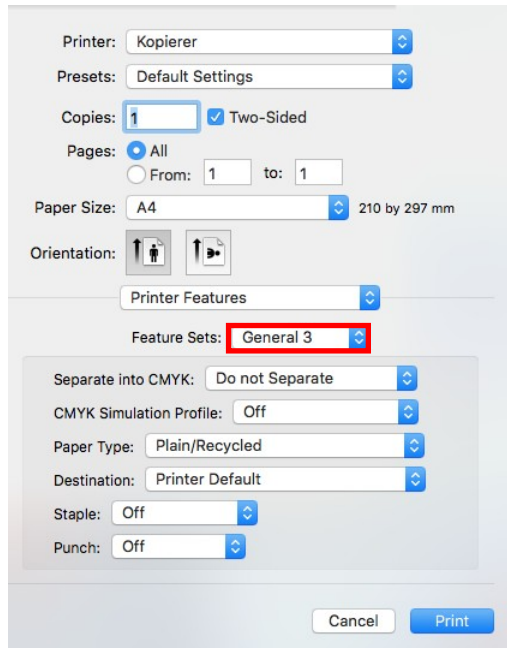 Printer: Kopierer
Presets: Default Settings
Copies: 1 Two-Sided
Pages: All
From: 1 to: 1
Paper Size: A4 210 by 297 mm
Orientation:
Printer Features
Feature Sets: General 3
Separate into CMYK: Do not Separate
CMYK Simulation Profile: Off
Paper Type: Plain/Recycled
Destination: Printer Default
Staple: Off
Punch: Off
Cancel Print